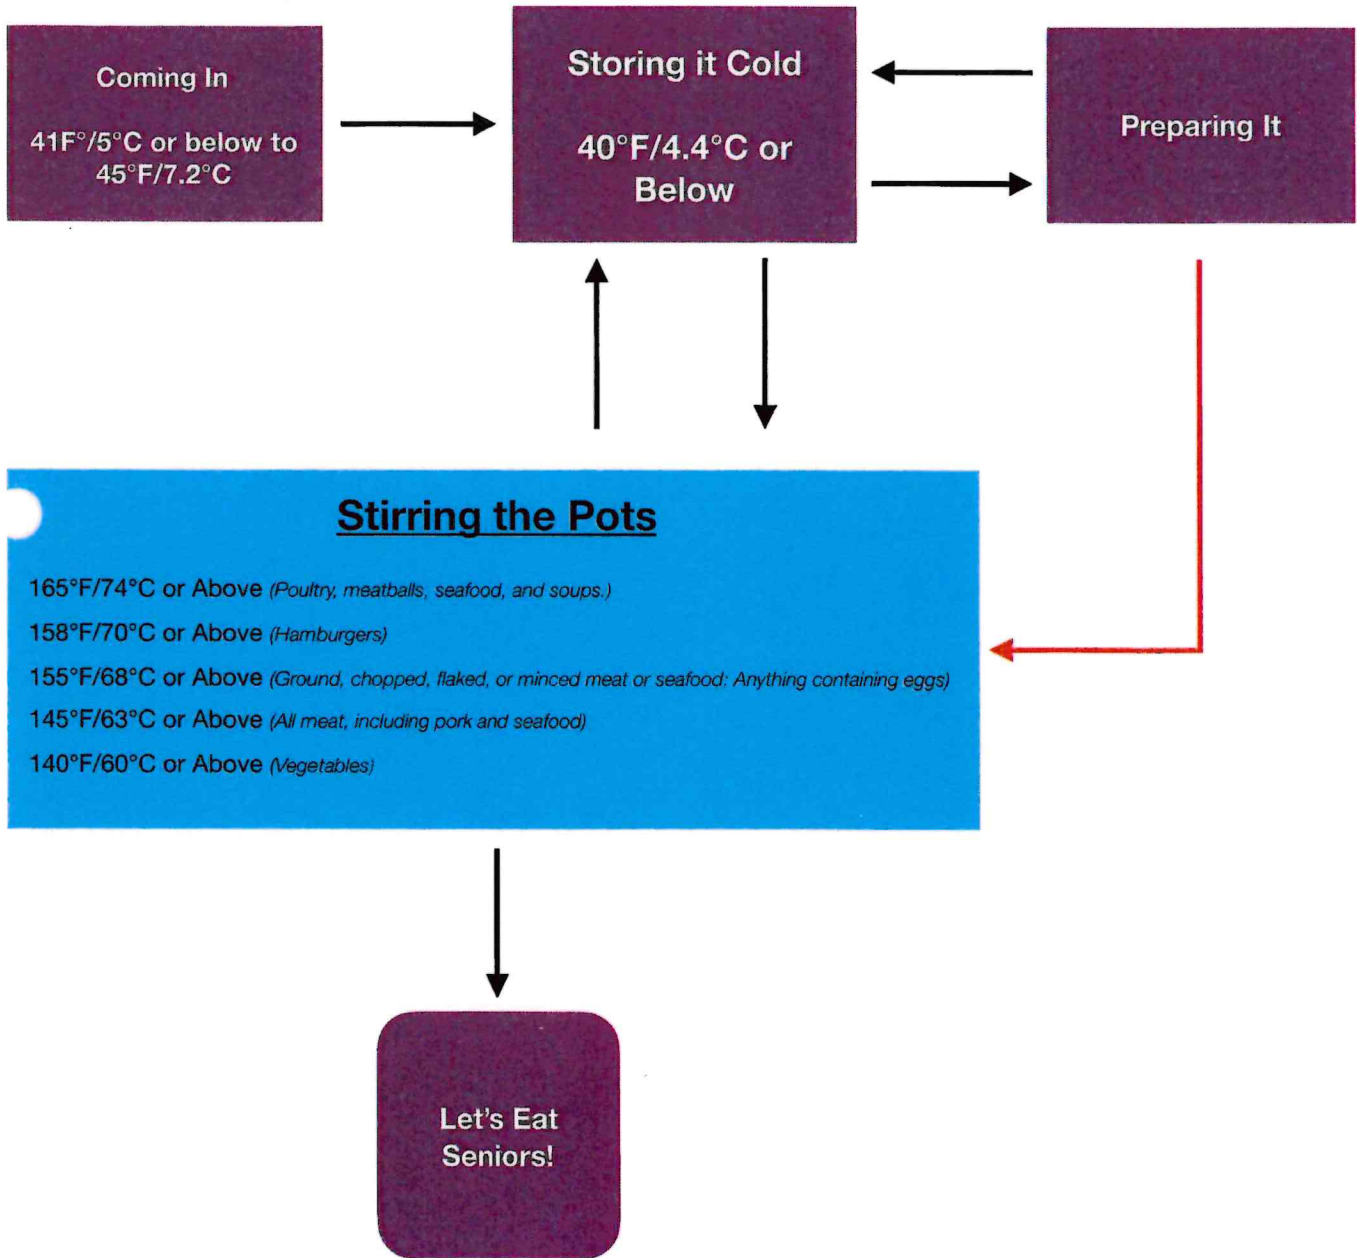 Coming In
41F°/5°C or below to
45°F/7.2°C
Storing it Cold
40°F/4.4°C or
Below
Preparing It
Stirring the Pots
165°F/74°C or Above (Poultry, meatballs, seafood, and soups.)
158°F/70°C or Above (Hamburgers)
155°F/68°C or Above (Ground, chopped, flaked, or minced meat or seafood; Anything containing eggs)
145°F/63°C or Above (All meat, including pork and seafood)
140°F/60°C or Above (Vegetables)
Let's Eat
Seniors!